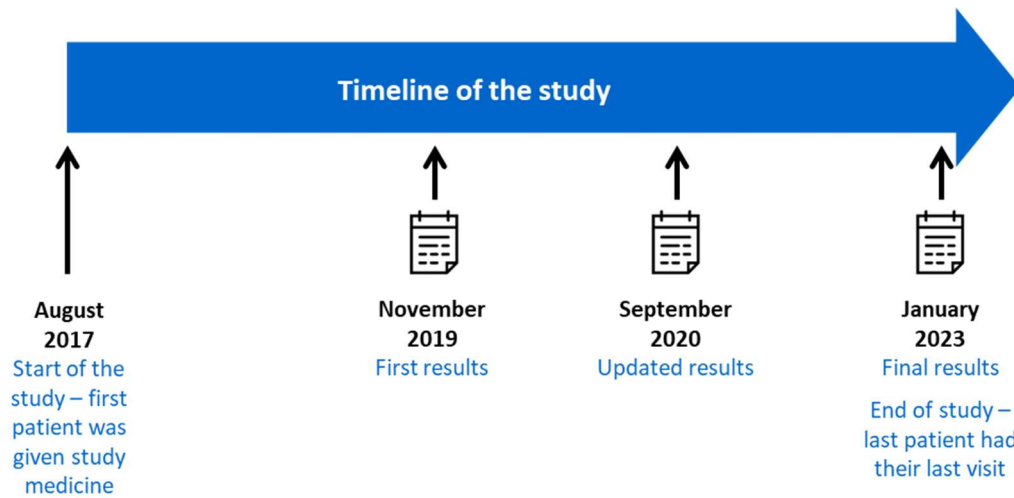 Timeline of the study
August
2017
Start of the
study – first
patient was
given study
medicine
November
2019
First results
September
2020
Updated results
January
2023
Final results
End of study –
last patient had
their last visit